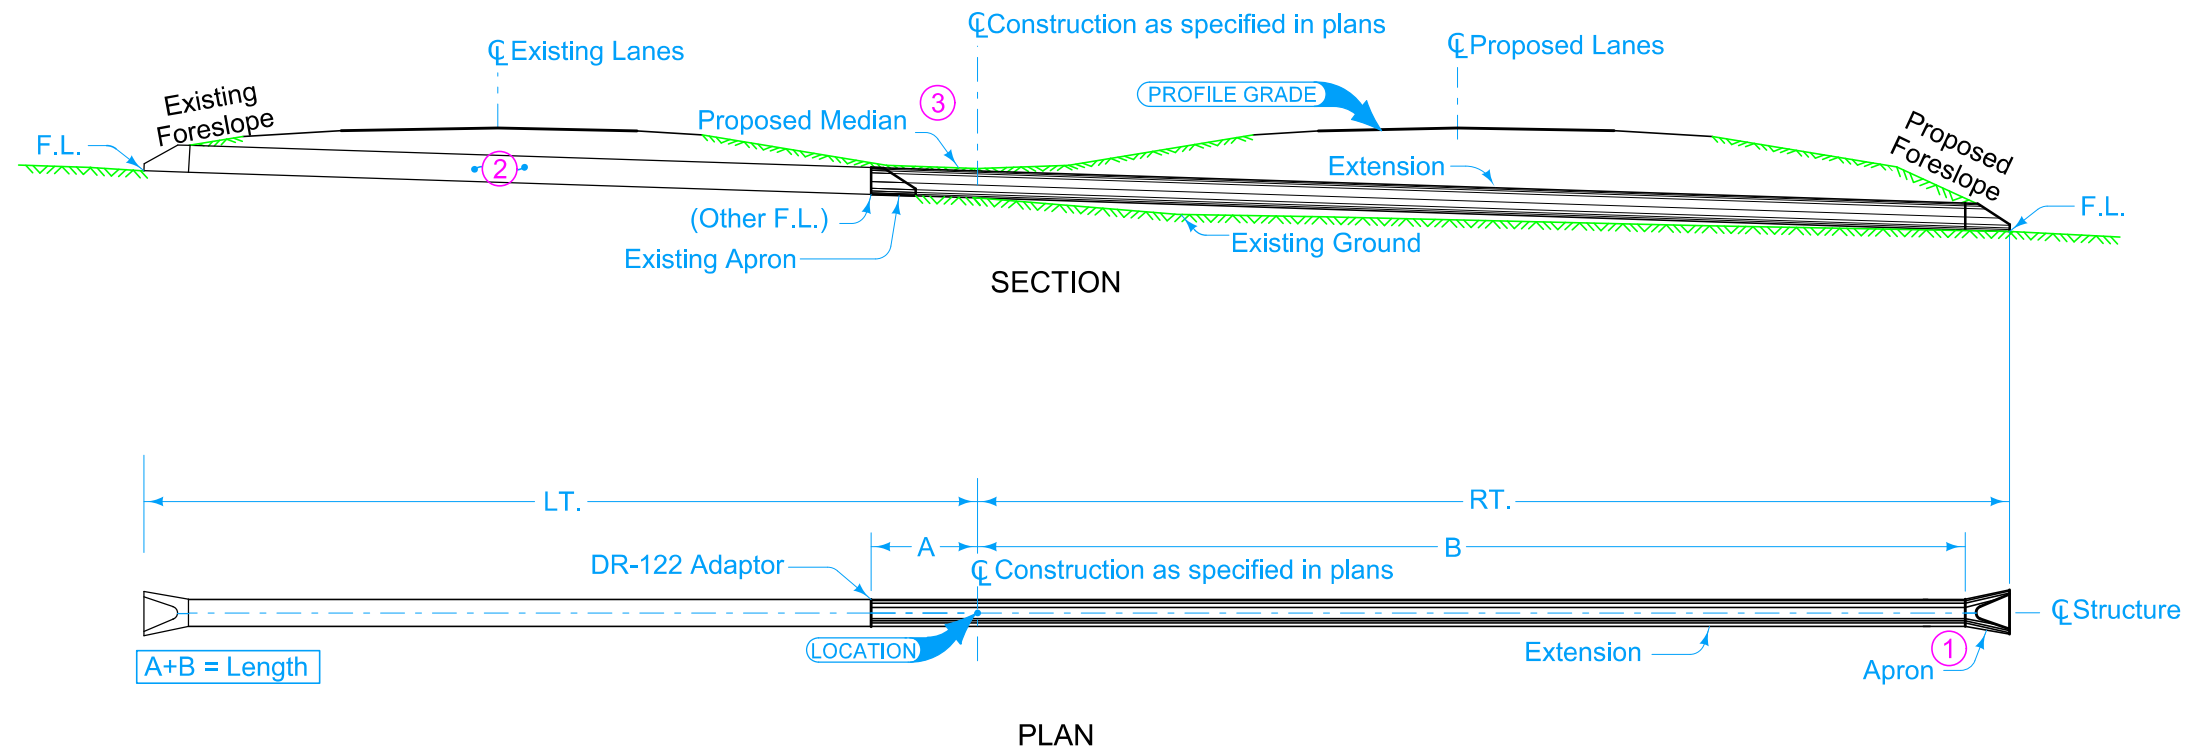 ℄ Construction as specified in plans
℄ Existing Lanes
℄ Proposed Lanes
Existing
Foreslope
PROFILE GRADE
3
Proposed Median
F.L.
Proposed
Foreslope
2
Extension
(Other F.L.)
F.L.
Existing Ground
Existing Apron
SECTION
LT.
RT.
A
B
DR-122 Adaptor
℄ Construction as specified in plans
℄ Structure
LOCATION
Extension
1
Apron
A+B = Length
PLAN